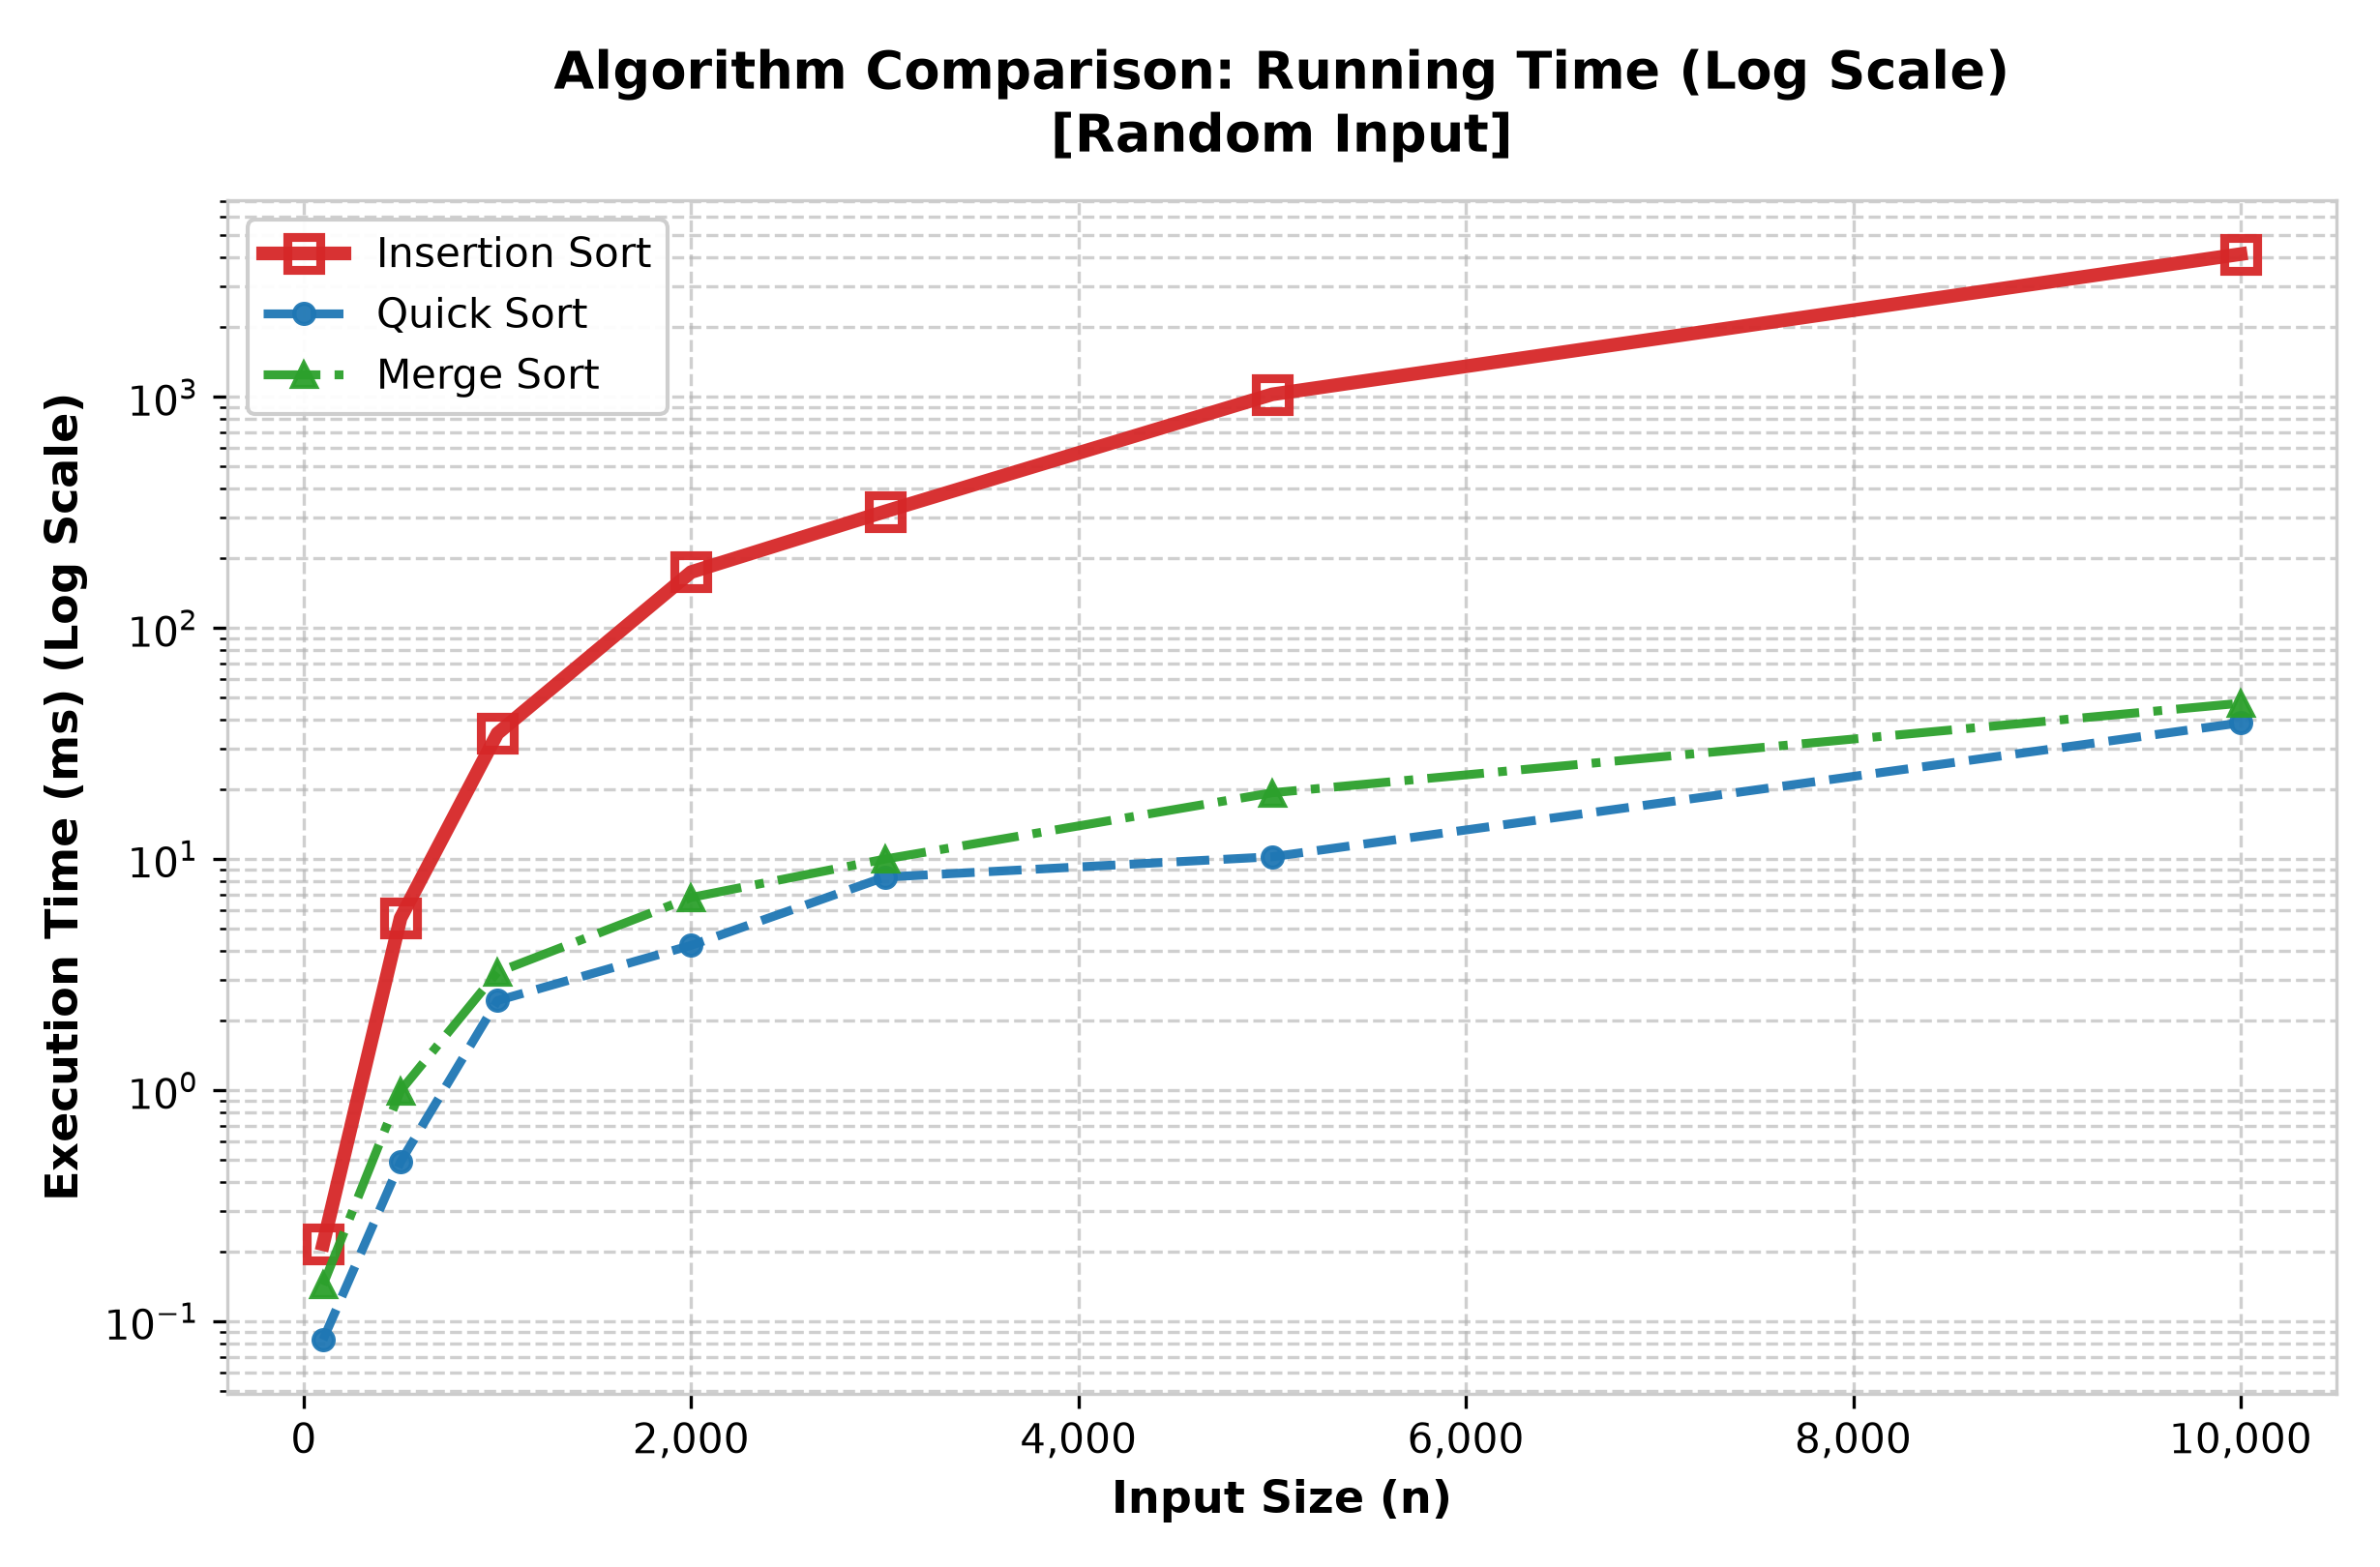 Algorithm Comparison: Running Time (Log Scale)
[Random Input]
Insertion Sort
Quick Sort
Merge Sort
Execution Time (ms) (Log Scale)
10³
10²
10¹
10⁰
10⁻¹
0 2,000 4,000 6,000 8,000 10,000
Input Size (n)